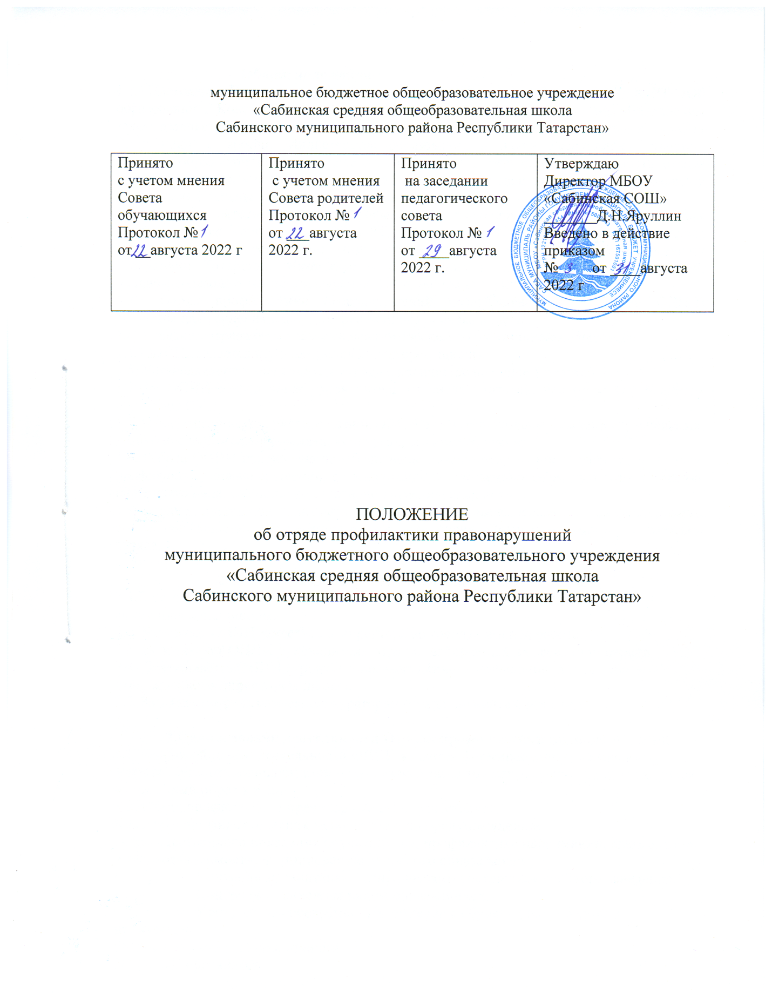 муниципальное бюджетное общеобразовательное учреждение
«Сабинская средняя общеобразовательная школа
Сабинского муниципального района Республики Татарстан»
Принято
с учетом мнения
Совета
обучающихся
Протокол № 1
от 22 августа 2022 г
Принято
с учетом мнения
Совета родителей
Протокол № 1
от 22 августа
2022 г.
Принято
на заседании
педагогического
совета
Протокол № 1
от 29 августа
2022 г.
Утверждаю
Директор МБОУ
«Сабинская СОШ»
_______Д.Н.Яруллин
Введено в действие
приказом
№ 3 от 31 августа
2022 г
ПОЛОЖЕНИЕ
об отряде профилактики правонарушений
муниципального бюджетного общеобразовательного учреждения
«Сабинская средняя общеобразовательная школа
Сабинского муниципального района Республики Татарстан»